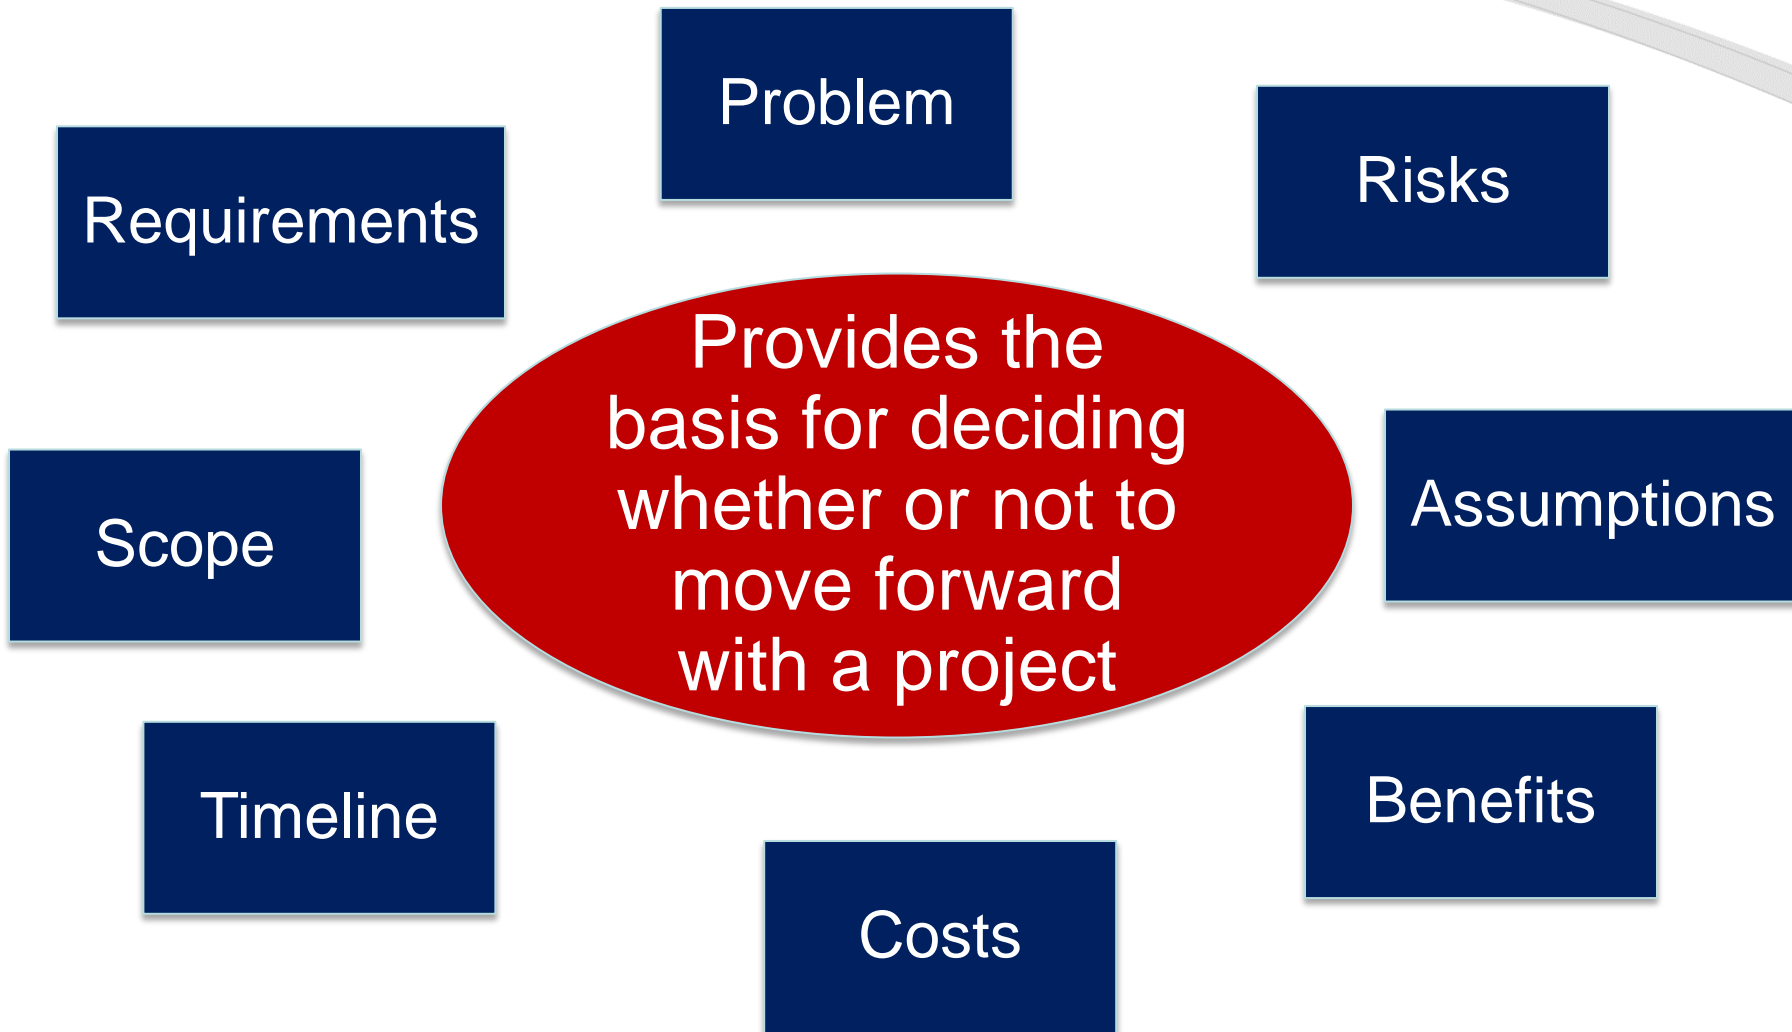 Problem
Risks
Requirements
Provides the
basis for deciding
whether or not to
move forward
with a project
Assumptions
Scope
Benefits
Timeline
Costs